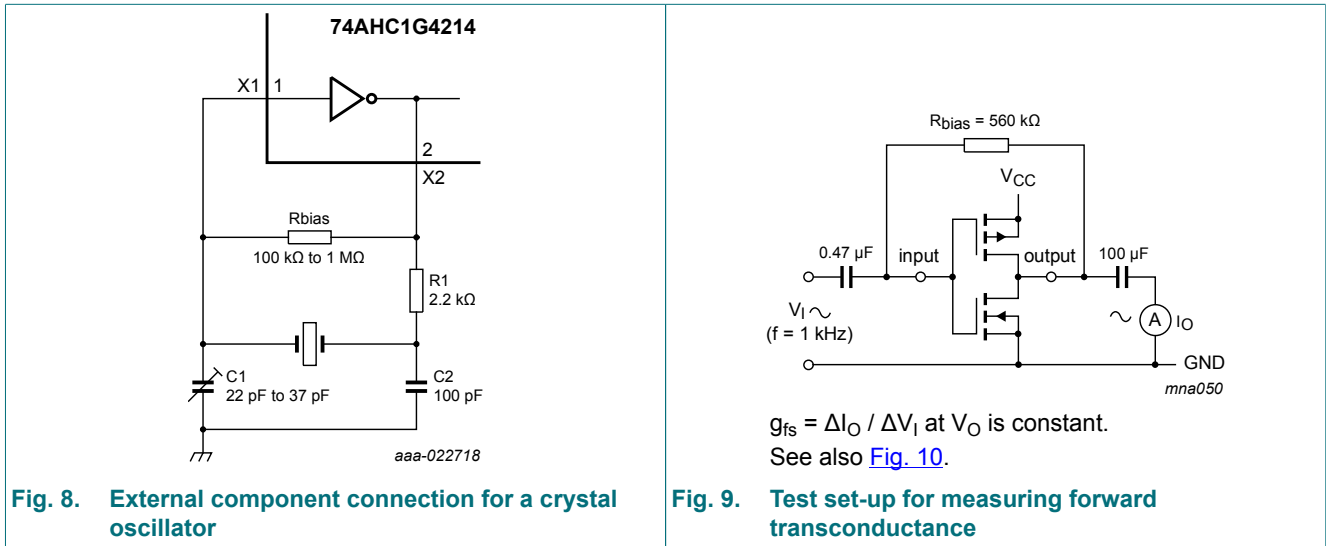 74AHC1G4214
X1
1
2
X2
Rbias
100 kΩ to 1 MΩ
R1
2.2 kΩ
C1
22 pF to 37 pF
C2
100 pF
aaa-022718
Fig. 8. External component connection for a crystal
oscillator
Rbias = 560 kΩ
VCC
0.47 µF
input
output
100 µF
VI ~
(f = 1 kHz)
~
A
IO
GND
mna050
gfs = ΔIO / ΔVI at VO is constant.
See also Fig. 10.
Fig. 9. Test set-up for measuring forward
transconductance